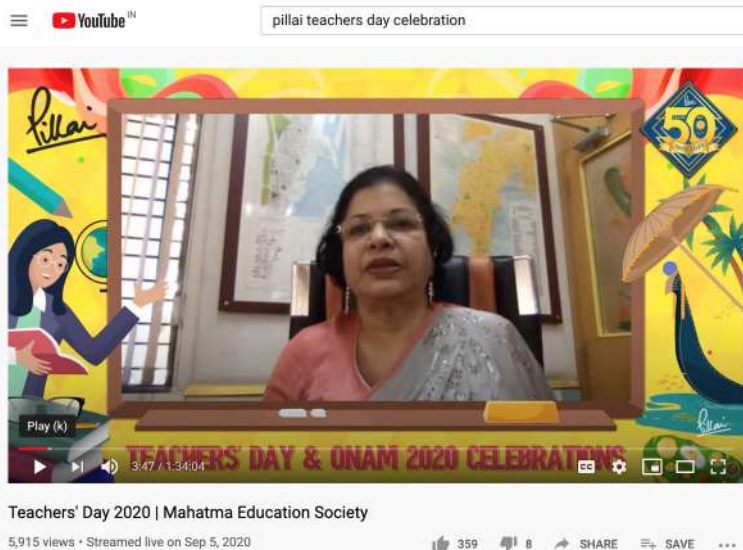 YouTube IN
pillai teachers day celebration
Pillai
50
Play (k)
Pillai
TEACHERS' DAY & ONAM 2020 CELEBRATIONS
3:47 / 1:34:04
CC
Teachers' Day 2020 | Mahatma Education Society
5,915 views • Streamed live on Sep 5, 2020
359
8
SHARE
SAVE